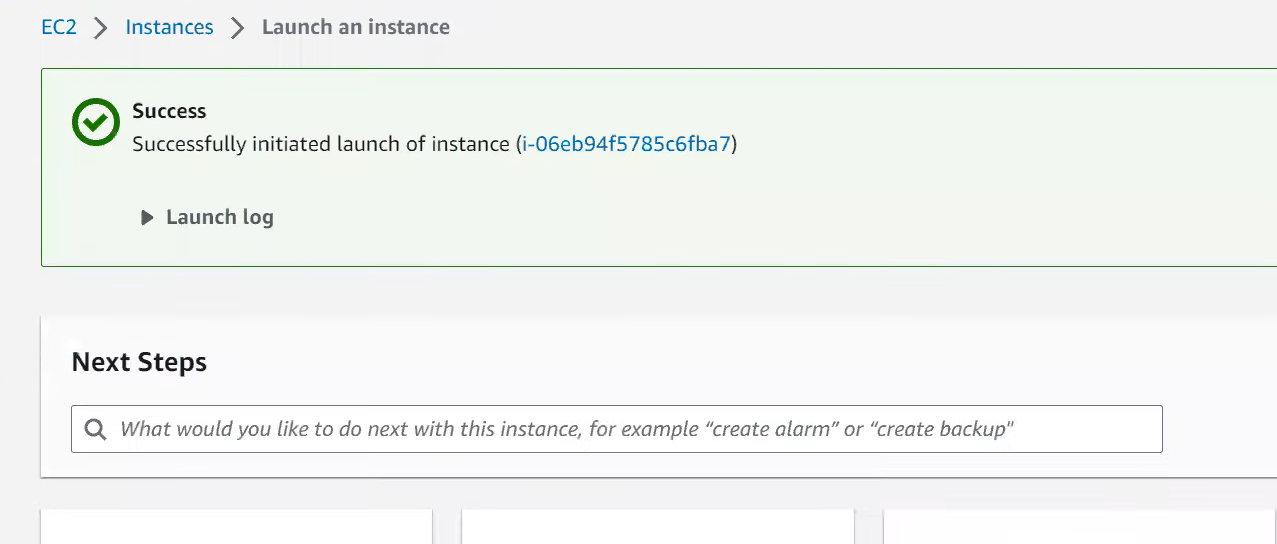 EC2 > Instances > Launch an instance
Success
Successfully initiated launch of instance (i-06eb94f5785c6fba7)
Launch log
Next Steps
What would you like to do next with this instance, for example “create alarm” or “create backup"